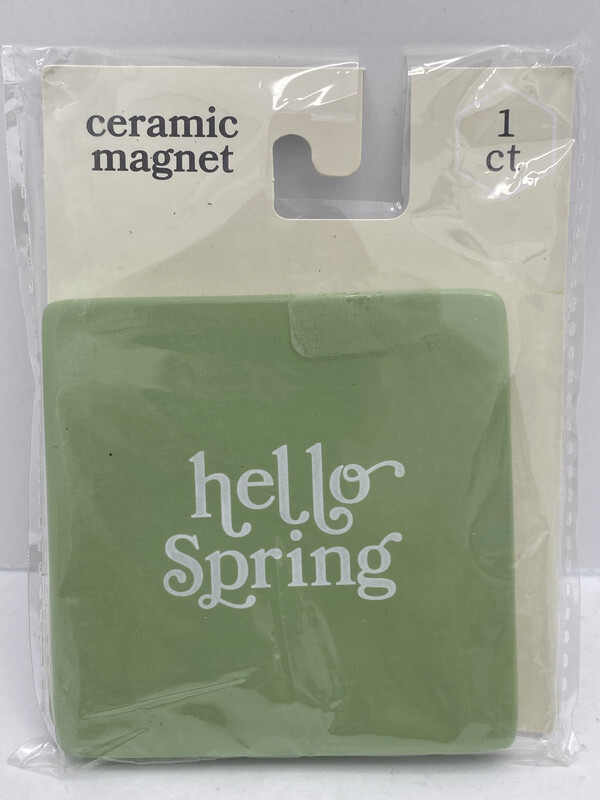 ceramic
magnet
1
ct.
hello
Spring